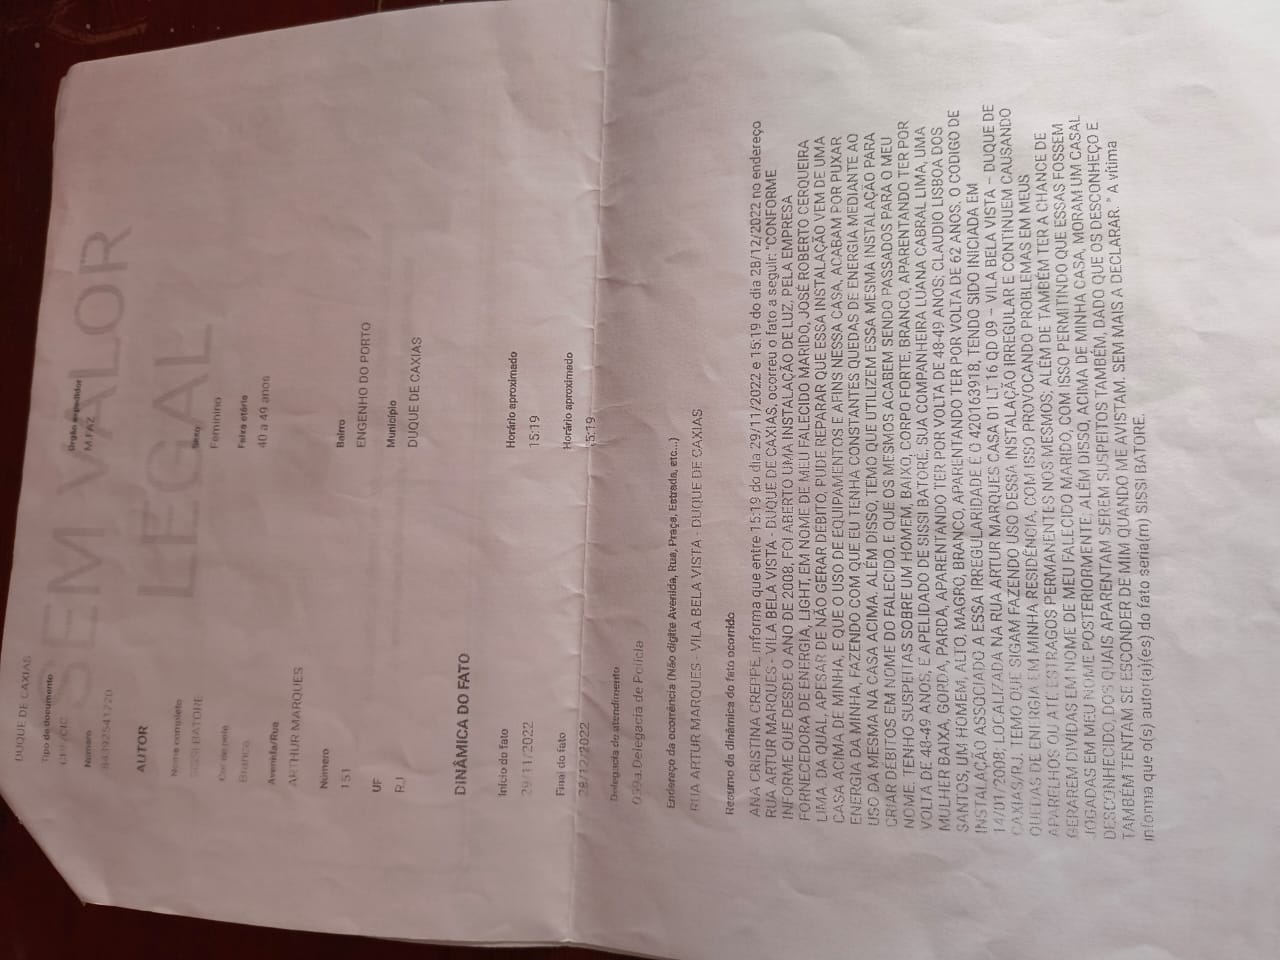 DUQUE DE CAXIAS
Tipo de documento
CPF/CIC
Órgão expedidor
M.FAZ
Número
SEM VALOR
LEGAL
AUTOR
Nome completo
SISSI BATORE
Sexo
Feminino
Cor da pele
Branca
Faixa etária
40 a 49 anos
Avenida/Rua
ARTHUR MARQUES
Número
151
Bairro
ENGENHO DO PORTO
UF
RJ
Município
DUQUE DE CAXIAS
DINÂMICA DO FATO
Início do fato
29/11/2022
Horário aproximado
15:19
Final do fato
28/12/2022
Horário aproximado
15:19
Delegacia de atendimento
059a.Delegacia de Polícia
Endereço da ocorrência (Não digite Avenida, Rua, Praça, Estrada, etc...)
RUA ARTUR MARQUES - VILA BELA VISTA - DUQUE DE CAXIAS
Resumo da dinâmica do fato ocorrido
ANA CRISTINA CREPPE, informa que entre 15:19 do dia 29/11/2022 e 15:19 do dia 28/12/2022 no endereço
RUA ARTUR MARQUES - VILA BELA VISTA - DUQUE DE CAXIAS, ocorreu o fato a seguir: "CONFORME
INFORME QUE DESDE O ANO DE 2008, FOI ABERTO UMA INSTALAÇÃO DE LUZ, PELA EMPRESA
FORNECEDORA DE ENERGIA, LIGHT, EM NOME DE MEU FALECIDO MARIDO, JOSÉ ROBERTO CERQUEIRA
LIMA, DA QUAL, APESAR DE NÃO GERAR DÉBITO, PUDE REPARAR QUE ESSA INSTALAÇÃO VEM DE UMA
CASA ACIMA DE MINHA, E QUE O USO DE EQUIPAMENTOS E AFINS NESSA CASA, ACABAM POR PUXAR
ENERGIA DA MINHA, FAZENDO COM QUE EU TENHA CONSTANTES QUEDAS DE ENERGIA MEDIANTE AO
USO DA MESMA NA CASA ACIMA, ALÉM DISSO, TEMO QUE UTILIZEM ESSA MESMA INSTALAÇÃO PARA
CRIAR DÉBITOS EM NOME DO FALECIDO, E QUE OS MESMOS ACABEM SENDO PASSADOS PARA O MEU
NOME. TENHO SUSPEITAS SOBRE UM HOMEM, BAIXO, CORPO FORTE, BRANCO, APARENTANDO TER POR
VOLTA DE 48-49 ANOS, E APELIDADO DE SISSI BATORÉ, SUA COMPANHEIRA LUANA CABRAL LIMA, UMA
MULHER BAIXA, GORDA, PARDA, APARENTANDO TER POR VOLTA DE 48-49 ANOS; CLAUDIO LISBOA DOS
SANTOS, UM HOMEM, ALTO, MAGRO, BRANCO, APARENTANDO TER POR VOLTA DE 62 ANOS. O CODIGO DE
INSTALAÇÃO ASSOCIADO A ESSA IRREGULARIDADE É O 420163918, TENDO SIDO INICIADA EM
14/01/2008; LOCALIZADA NA RUA ARTUR MARQUES CASA 01 LT 16 QD 09 – VILA BELA VISTA – DUQUE DE
CAXIAS/RJ. TEMO QUE SIGAM FAZENDO USO DESSA INSTALAÇÃO IRREGULAR E CONTINUEM CAUSANDO
QUEDAS DE ENERGIA EM MINHA RESIDÊNCIA, COM ISSO PROVOCANDO PROBLEMAS EM MEUS
APARELHOS OU ATÉ ESTRAGOS PERMANENTES NOS MESMOS; ALÉM DE TAMBÉM TER A CHANCE DE
GERAREM DÍVIDAS EM NOME DE MEU FALECIDO MARIDO, COM ISSO PERMITINDO QUE ESSAS FOSSEM
JOGADAS EM MEU NOME POSTERIORMENTE. ALÉM DISSO, ACIMA DE MINHA CASA, MORAM UM CASAL
DESCONHECIDO, DOS QUAIS APARENTAM SEREM SUSPEITOS TAMBÉM, DADO QUE OS DESCONHEÇO E
TAMBÉM TENTAM SE ESCONDER DE MIM QUANDO ME AVISTAM. SEM MAIS A DECLARAR. " A vítima
informa que o(s) autor(a)(es) do fato seria(m) SISSI BATORE.